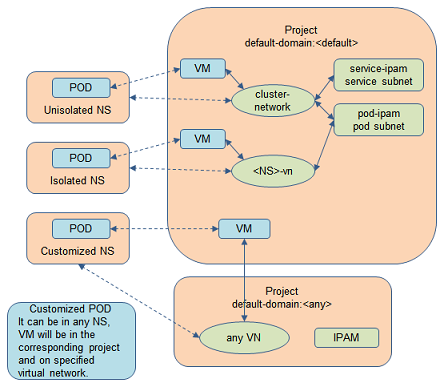 Project
default-domain:<default>
VM
service-ipam
service subnet
POD
Unisolated NS
cluster-
network
pod-ipam
pod subnet
VM
POD
Isolated NS
<NS>-vn
POD
Customized NS
VM
Project
default-domain:<any>
Customized POD
It can be in any NS,
VM will be in the
corresponding project
and on specified
virtual network.
any VN
IPAM